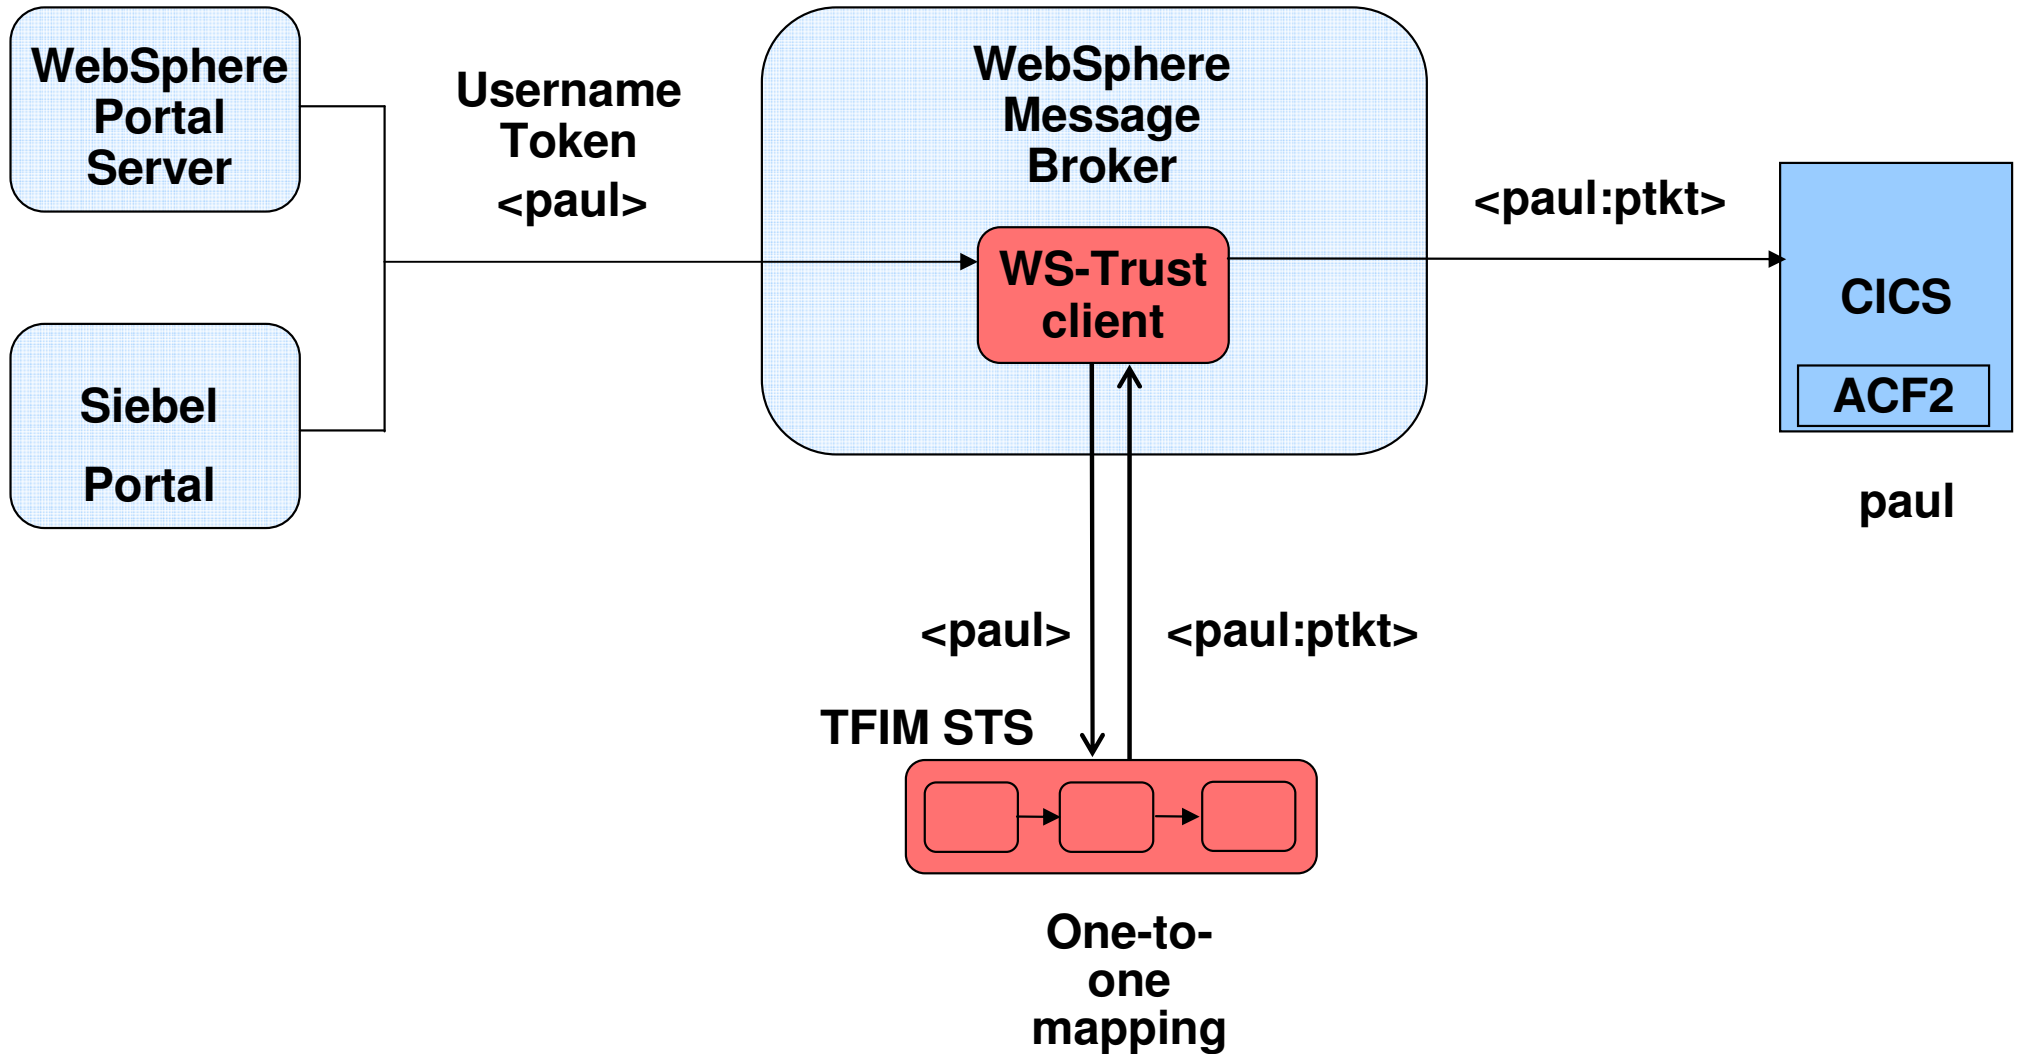 WebSphere
Portal
Server
Username
Token
<paul>
WebSphere
Message
Broker
WS-Trust
client
<paul:ptkt>
CICS
ACF2
paul
Siebel
Portal
<paul>
<paul:ptkt>
TFIM STS
One-to-
one
mapping